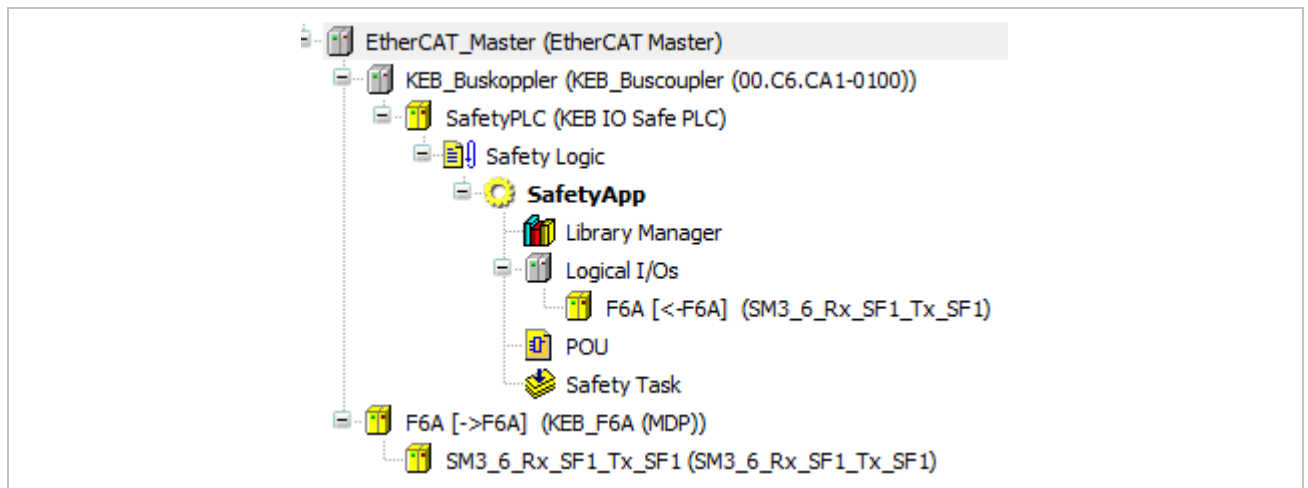 EtherCAT_Master (EtherCAT Master)
KEB_Buskoppler (KEB_Buscoupler (00.C6.CA1-0100))
SafetyPLC (KEB IO Safe PLC)
Safety Logic
SafetyApp
Library Manager
Logical I/Os
F6A [<-F6A] (SM3_6_Rx_SF1_Tx_SF1)
POU
Safety Task
F6A [->F6A] (KEB_F6A (MDP))
SM3_6_Rx_SF1_Tx_SF1 (SM3_6_Rx_SF1_Tx_SF1)